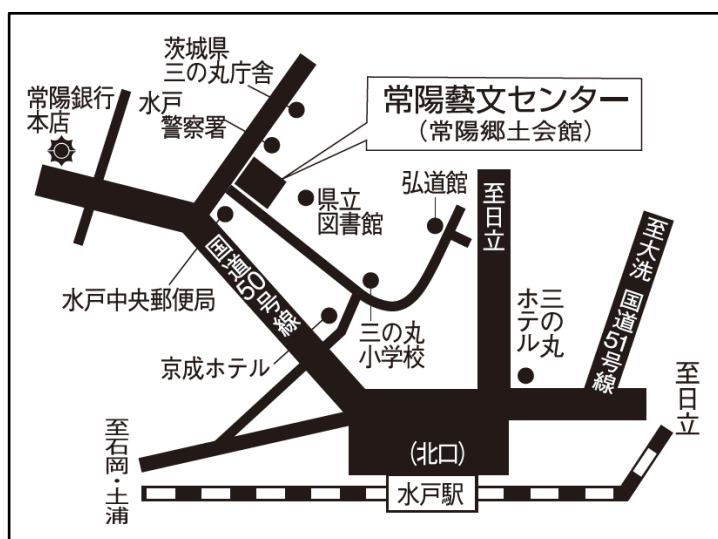 茨城県
三の丸庁舎
常陽銀行
本店
水戸
警察署
常陽藝文センター
(常陽郷土会館)
県立
図書館
弘道館
至日立
至大洗 国道51号線
国道50号線
水戸中央郵便局
三の丸
ホテル
京成ホテル
三の丸
小学校
至日立
至石岡・土浦
(北口)
水戸駅